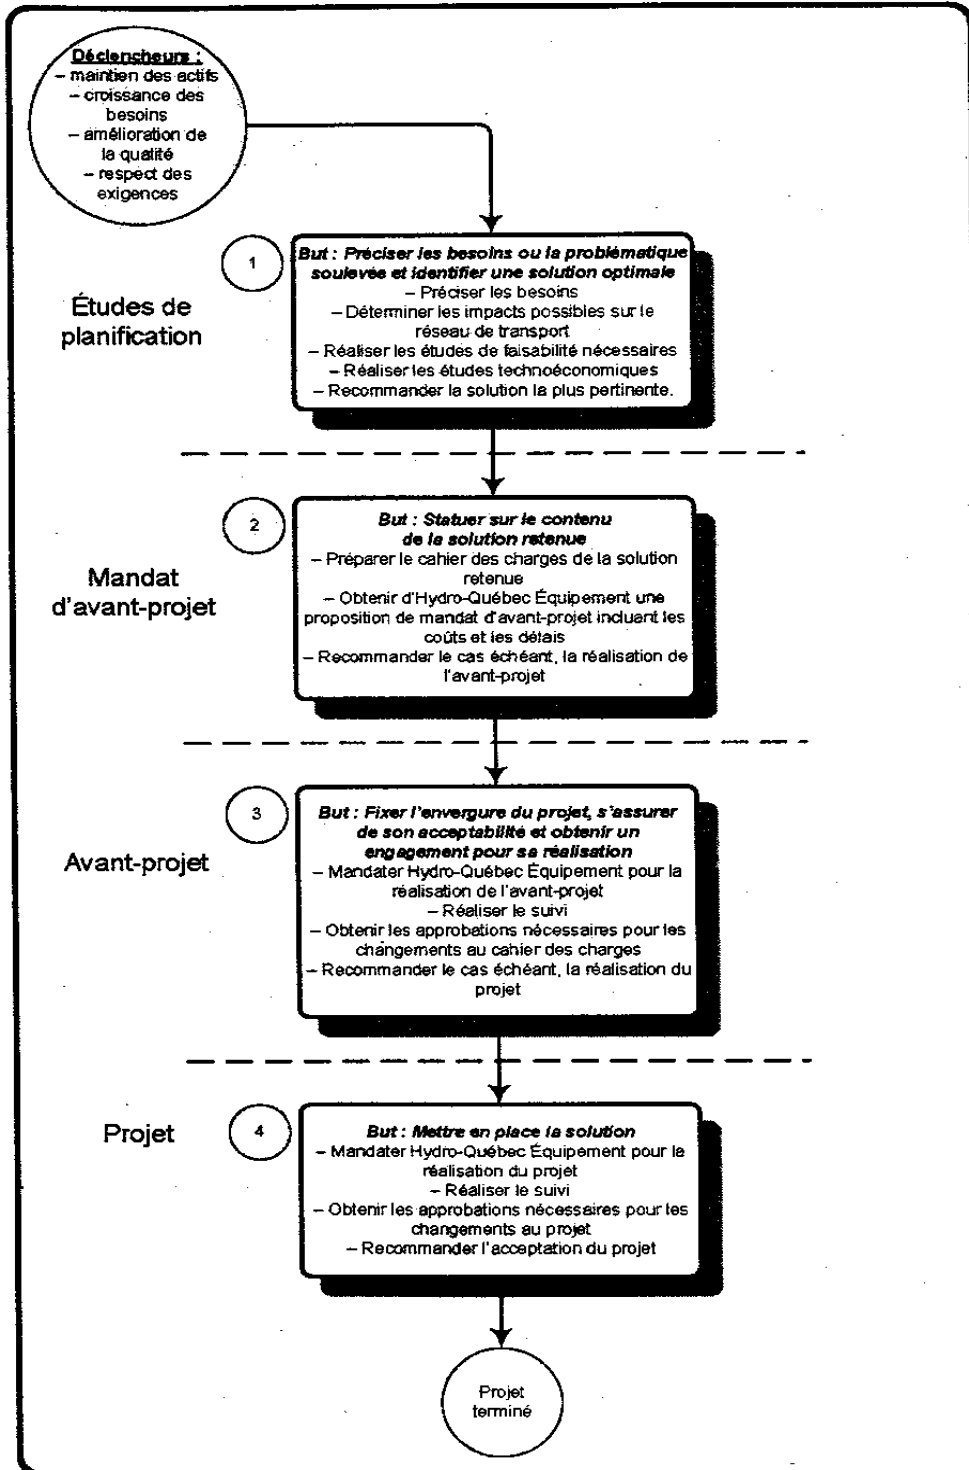 Déclencheurs :
– maintien des actifs
– croissance des
besoins
– amélioration de
la qualité
– respect des
exigences
1
Études de
planification
But : Préciser les besoins ou la problématique
soulevée et identifier une solution optimale
– Préciser les besoins
– Déterminer les impacts possibles sur le
réseau de transport
– Réaliser les études de faisabilité nécessaires
– Réaliser les études technoéconomiques
– Recommander la solution la plus pertinente.
2
Mandat
d'avant-projet
But : Statuer sur le contenu
de la solution retenue
– Préparer le cahier des charges de la solution
retenue
– Obtenir d'Hydro-Québec Équipement une
proposition de mandat d'avant-projet incluant les
coûts et les délais
– Recommander le cas échéant, la réalisation de
l'avant-projet
3
Avant-projet
But : Fixer l'envergure du projet, s'assurer
de son acceptabilité et obtenir un
engagement pour sa réalisation
– Mandater Hydro-Québec Équipement pour la
réalisation de l'avant-projet
– Réaliser le suivi
– Obtenir les approbations nécessaires pour les
changements au cahier des charges
– Recommander le cas échéant, la réalisation du
projet
4
Projet
But : Mettre en place la solution
– Mandater Hydro-Québec Équipement pour la
réalisation du projet
– Réaliser le suivi
– Obtenir les approbations nécessaires pour les
changements au projet
– Recommander l'acceptation du projet
Projet
terminé